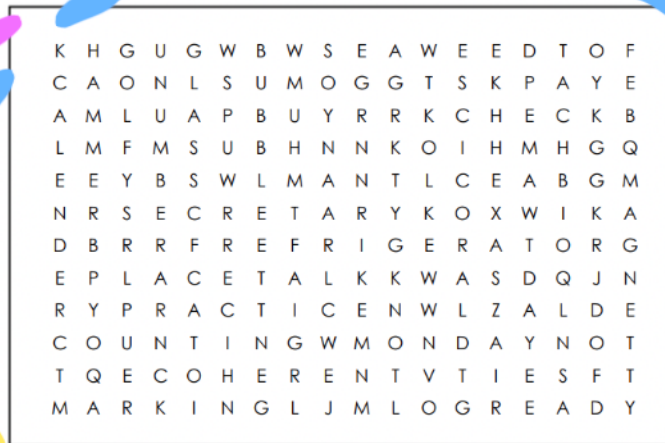 K H G U G W B W S E A W E E D T O F
C A O N L S U M O G G T S K P A Y E
A M L U A P B U Y R R K C H E C K B
L M F M S U B H N N K O I H M H G Q
E E Y B S W L M A N T L C E A B G M
N R S E C R E T A R Y K O X W I K A
D B R R F R E F R I G E R A T O R G
E P L A C E T A L K K W A S D Q J N
R Y P R A C T I C E N W L Z A L D E
C O U N T I N G W M O N D A Y N O T
T Q E C O H E R E N T V T I E S F T
M A R K I N G L J M L O G R E A D Y